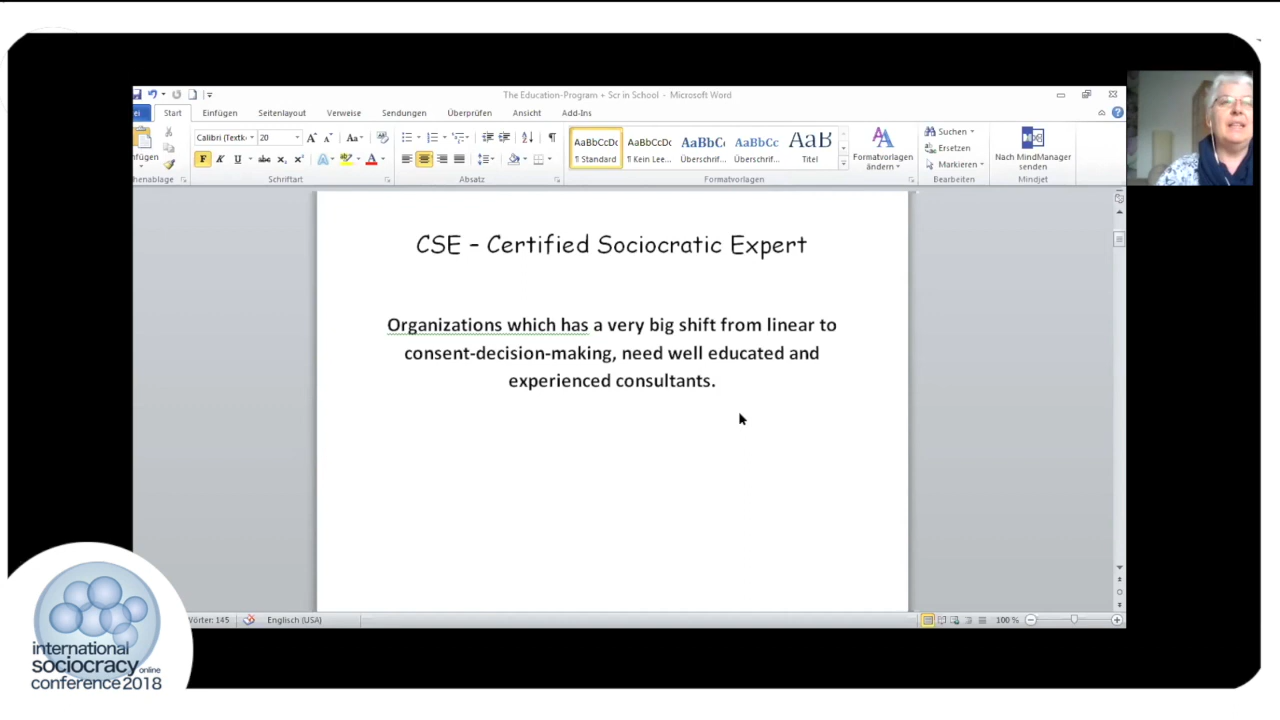 The Education-Program + Scr in School - Microsoft Word
Start Einfügen Seitenlayout Verweise Sendungen Überprüfen Ansicht Add-Ins
Calibri (Textk 20
AaBbCcDc AaBbCcDc AaBbC AaBbCc AaB
¶ Standard ¶ Kein Lee... Überschrif... Überschrif... Titel
Formatvorlagen ändern
Suchen
Ersetzen
Markieren
Nach MindManager senden
Schriftart Absatz Formatvorlagen Bearbeiten Mindjet
CSE – Certified Sociocratic Expert
Organizations which has a very big shift from linear to
consent-decision-making, need well educated and
experienced consultants.
Wörter: 145 Englisch (USA) 100 %
international
sociocracy online
conference 2018